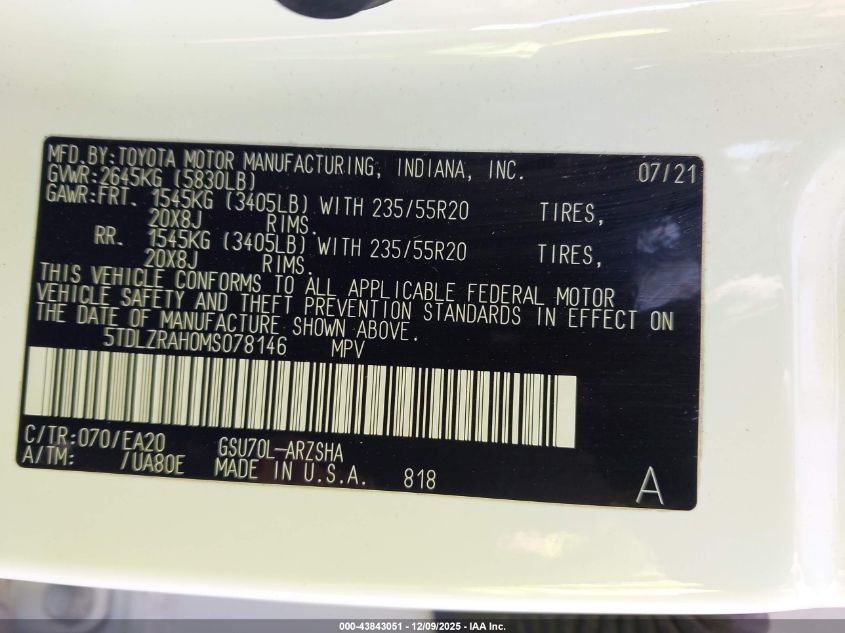 MFD.BY:TOYOTA MOTOR MANUFACTURING, INDIANA, INC. 07/21
GVWR:2645KG (5830LB)
GAWR:FRT. 1545KG (3405LB) WITH 235/55R20 TIRES,
20X8J RIMS.
RR. 1545KG (3405LB) WITH 235/55R20 TIRES,
20X8J RIMS.
THIS VEHICLE CONFORMS TO ALL APPLICABLE FEDERAL MOTOR
VEHICLE SAFETY AND THEFT PREVENTION STANDARDS IN EFFECT ON
THE DATE OF MANUFACTURE SHOWN ABOVE.
5TDLZRAH0MS078146 MPV
C/TR:070/EA20 GSU70L-ARZSHA
A/TM: /UA80E MADE IN U.S.A. 818 A
000-43843051 - 12/09/2025 - IAA Inc.